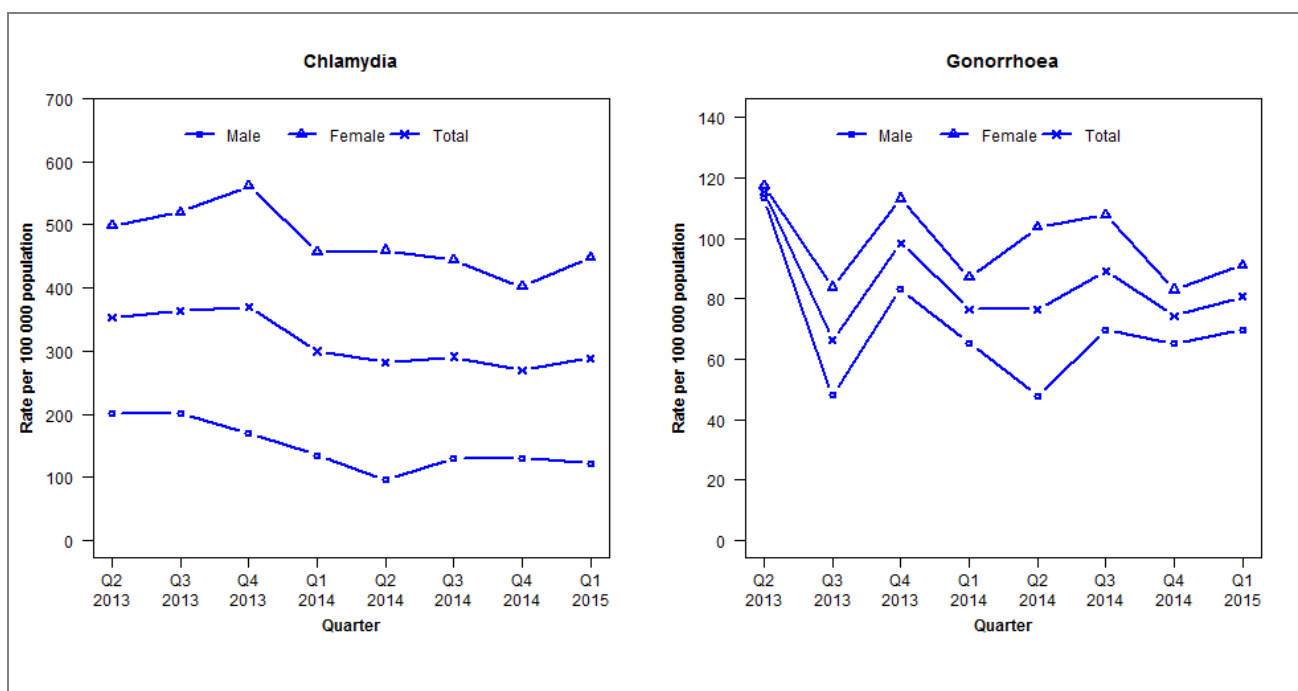 Chlamydia
700
600
500
400
300
200
100
0
Rate per 100 000 population
Male Female Total
Q2 Q3 Q4 Q1 Q2 Q3 Q4 Q1
2013 2013 2013 2014 2014 2014 2014 2015
Quarter
Gonorrhoea
140
120
100
80
60
40
20
0
Rate per 100 000 population
Male Female Total
Q2 Q3 Q4 Q1 Q2 Q3 Q4 Q1
2013 2013 2013 2014 2014 2014 2014 2015
Quarter